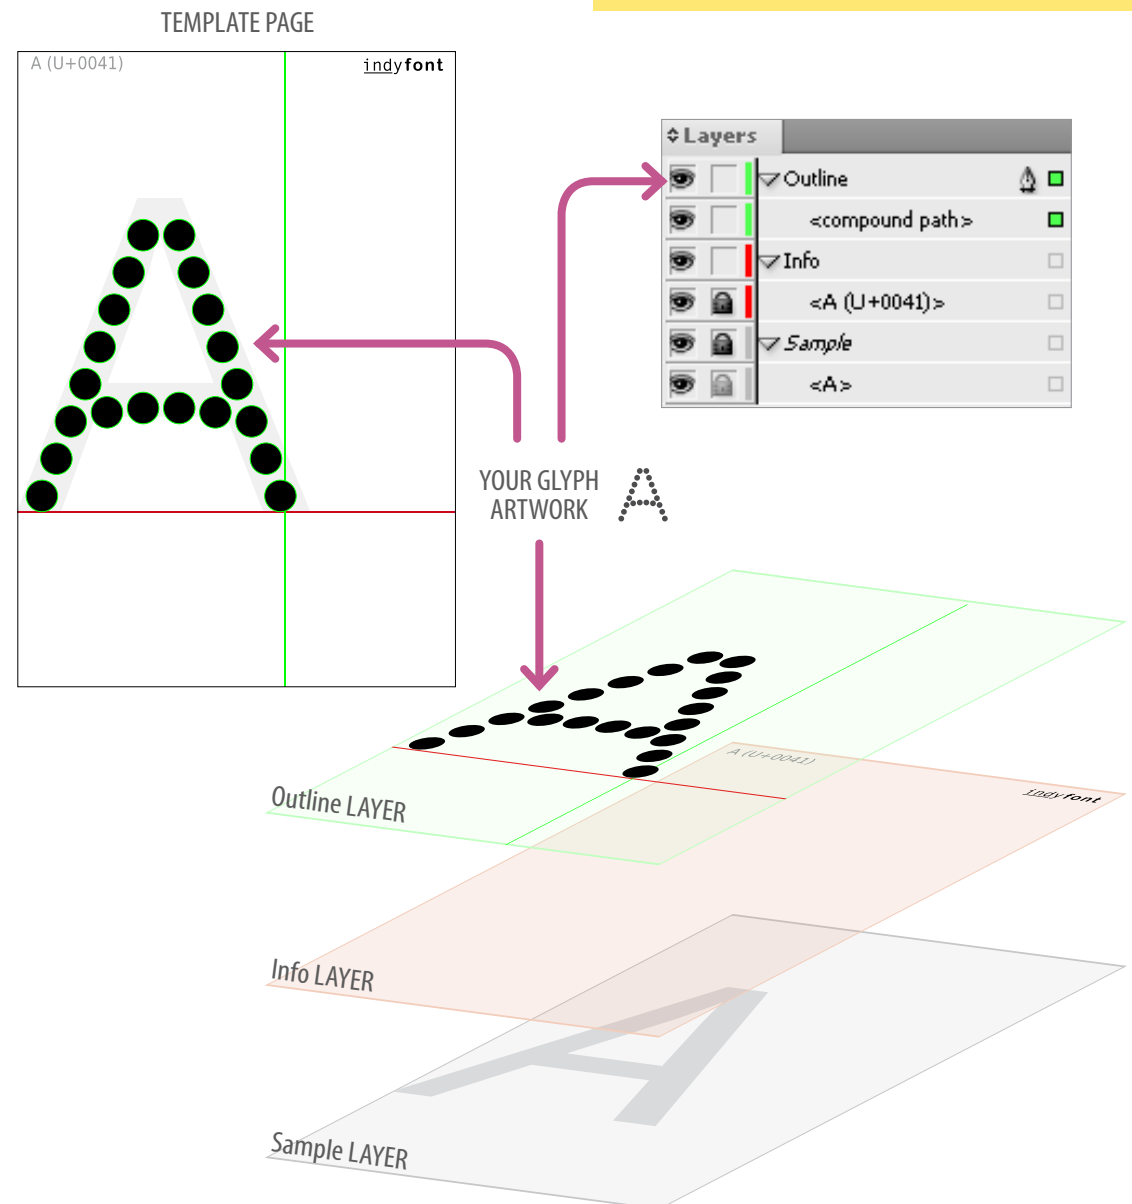 TEMPLATE PAGE
A (U+0041)
indyfont
Layers
Outline
<compound path>
Info
<A (U+0041)>
Sample
<A>
YOUR GLYPH
ARTWORK
A (U+0041)
indyfont
Outline LAYER
Info LAYER
Sample LAYER